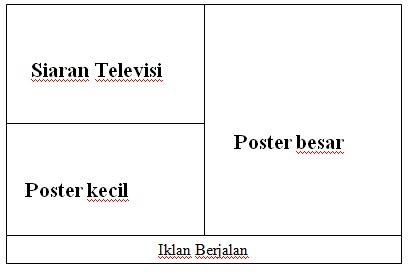 Siaran Televisi
Poster kecil
Poster besar
Iklan Berjalan